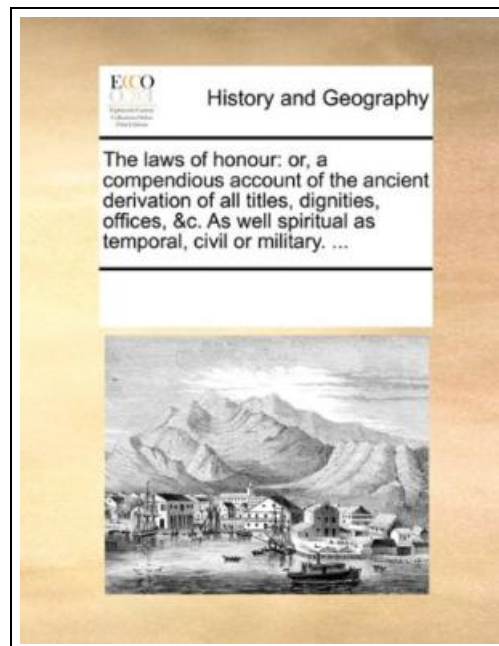 ECCO
History and Geography
The laws of honour: or, a
compendious account of the ancient
derivation of all titles, dignities,
offices, &c. As well spiritual as
temporal, civil or military. ...